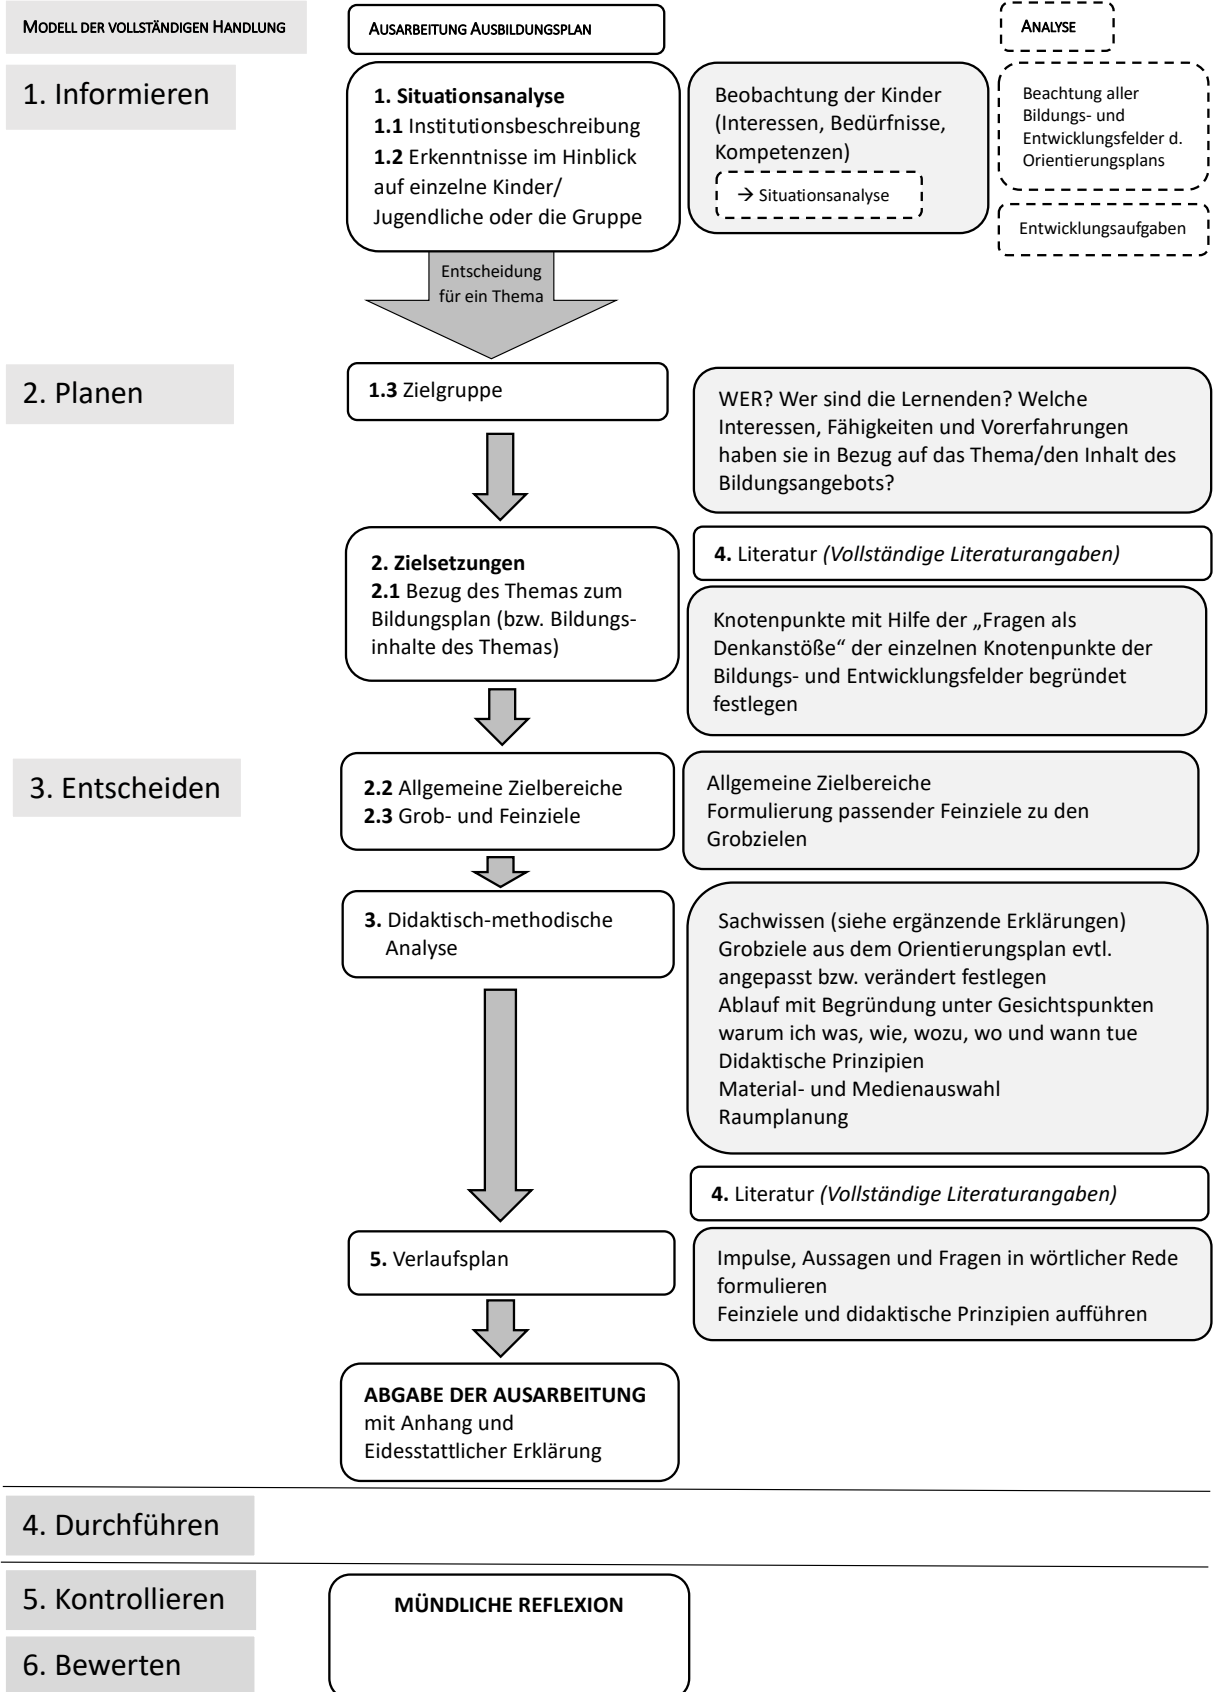 MODELL DER VOLLSTÄNDIGEN HANDLUNG
AUSARBEITUNG AUSBILDUNGSPLAN
ANALYSE
1. Informieren
1. Situationsanalyse
1.1 Institutionsbeschreibung
1.2 Erkenntnisse im Hinblick
auf einzelne Kinder/
Jugendliche oder die Gruppe
Beobachtung der Kinder
(Interessen, Bedürfnisse,
Kompetenzen)
→ Situationsanalyse
Beachtung aller
Bildungs- und
Entwicklungsfelder d.
Orientierungsplans
Entwicklungsaufgaben
Entscheidung
für ein Thema
2. Planen
1.3 Zielgruppe
WER? Wer sind die Lernenden? Welche
Interessen, Fähigkeiten und Vorerfahrungen
haben sie in Bezug auf das Thema/den Inhalt des
Bildungsangebots?
2. Zielsetzungen
2.1 Bezug des Themas zum
Bildungsplan (bzw. Bildungs-
inhalte des Themas)
4. Literatur (Vollständige Literaturangaben)
Knotenpunkte mit Hilfe der „Fragen als
Denkanstöße“ der einzelnen Knotenpunkte der
Bildungs- und Entwicklungsfelder begründet
festlegen
3. Entscheiden
2.2 Allgemeine Zielbereiche
2.3 Grob- und Feinziele
Allgemeine Zielbereiche
Formulierung passender Feinziele zu den
Grobzielen
3. Didaktisch-methodische
Analyse
Sachwissen (siehe ergänzende Erklärungen)
Grobziele aus dem Orientierungsplan evtl.
angepasst bzw. verändert festlegen
Ablauf mit Begründung unter Gesichtspunkten
warum ich was, wie, wozu, wo und wann tue
Didaktische Prinzipien
Material- und Medienauswahl
Raumplanung
4. Literatur (Vollständige Literaturangaben)
5. Verlaufsplan
Impulse, Aussagen und Fragen in wörtlicher Rede
formulieren
Feinziele und didaktische Prinzipien aufführen
ABGABE DER AUSARBEITUNG
mit Anhang und
Eidesstattlicher Erklärung
4. Durchführen
5. Kontrollieren
MÜNDLICHE REFLEXION
6. Bewerten